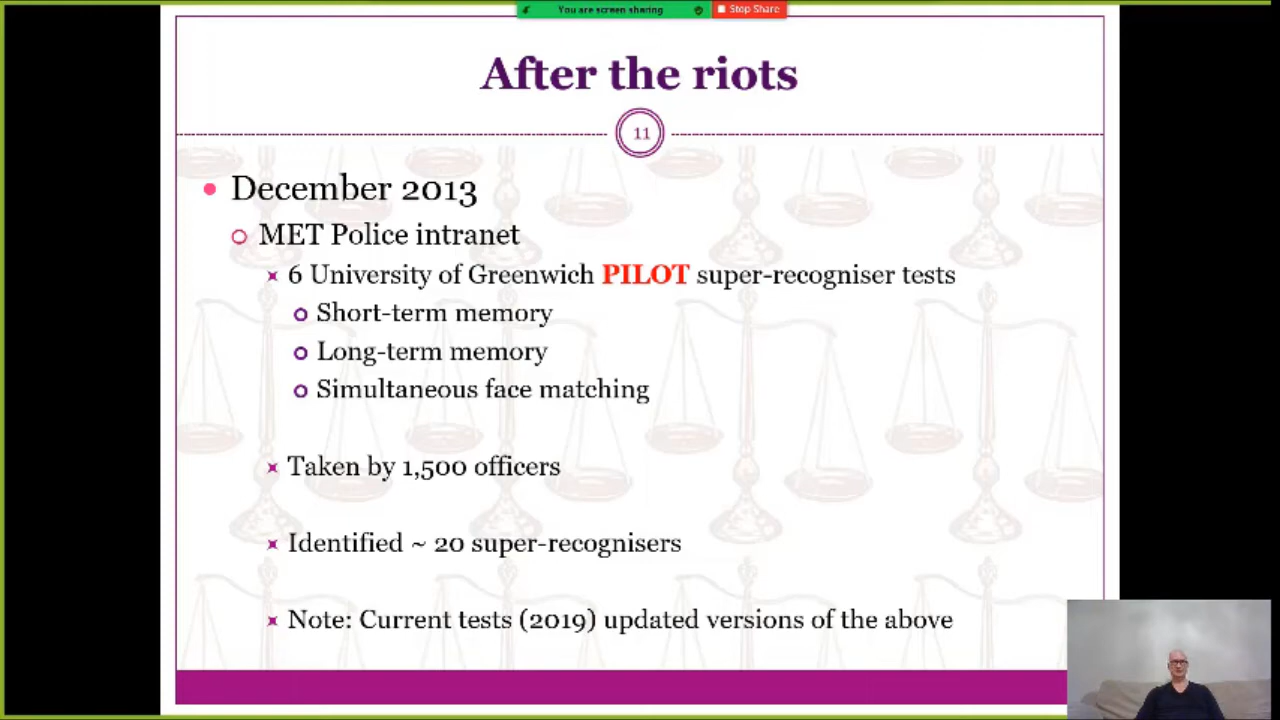 You are screen sharing
Stop Share
After the riots
11
December 2013
MET Police intranet
6 University of Greenwich PILOT super-recogniser tests
Short-term memory
Long-term memory
Simultaneous face matching
Taken by 1,500 officers
Identified ~ 20 super-recognisers
Note: Current tests (2019) updated versions of the above